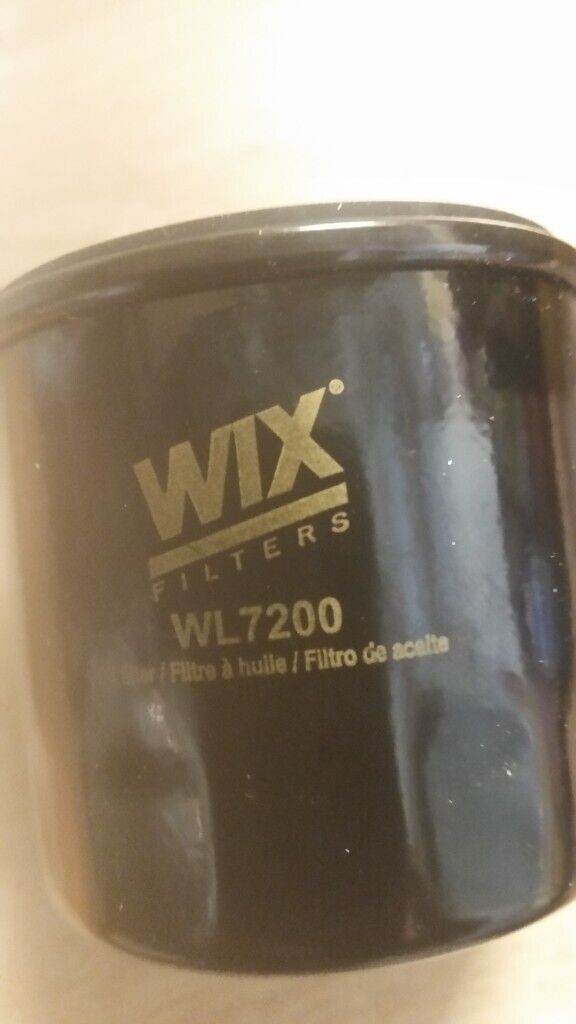 WIX®
FILTERS
WL7200
/ Filtre à huile / Filtro de aceite